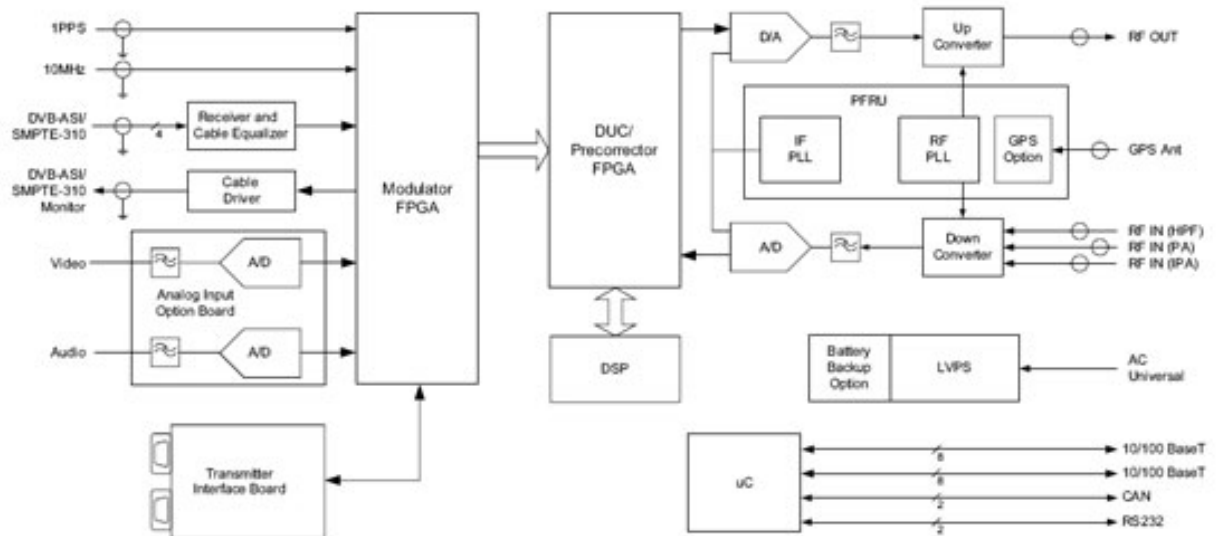 1PPS
10MHz
DVB-ASI/
SMPTE-310
4
Receiver and
Cable Equalizer
DVB-ASI/
SMPTE-310
Monitor
Cable
Driver
Video
A/D
Analog Input
Option Board
Audio
A/D
Modulator
FPGA
Transmitter
Interface Board
DUC/
Precorrector
FPGA
DSP
D/A
Up
Converter
RF OUT
PFRU
IF
PLL
RF
PLL
GPS
Option
GPS Ant
A/D
Down
Converter
RF IN (HPF)
RF IN (PA)
RF IN (IPA)
Battery
Backup
Option
LVPS
AC
Universal
uC
10/100 BaseT
8
10/100 BaseT
CAN
2
RS232
2